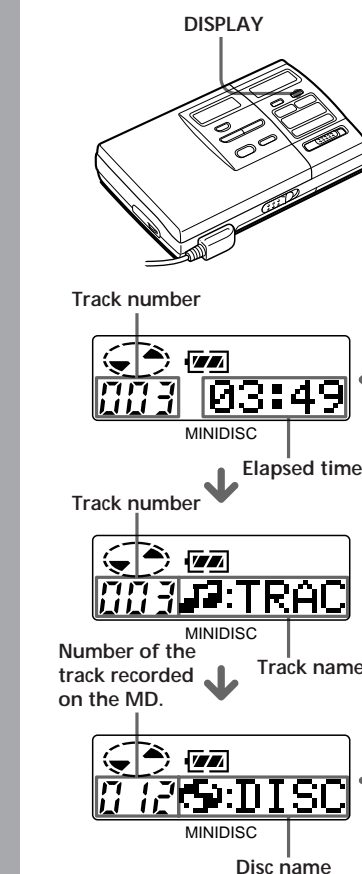 DISPLAY
Track number
003 03:49
MINIDISC
Elapsed time
Track number
003 :TRAC
MINIDISC
Number of the
track recorded
on the MD.
Track name
012 :DISC
MINIDISC
Disc name